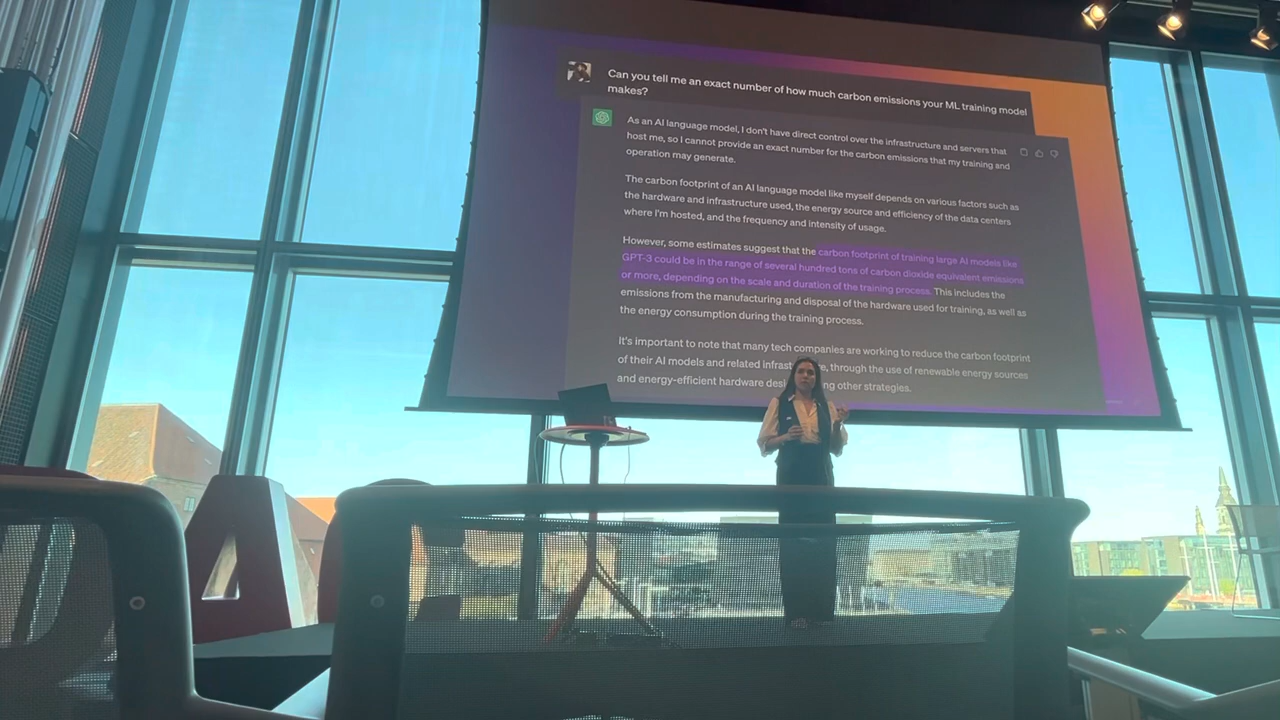 Can you tell me an exact number of how much carbon emissions your ML training model
makes?
As an AI language model, I don't have direct control over the infrastructure and servers that
host me, so I cannot provide an exact number for the carbon emissions that my training and
operation may generate.
The carbon footprint of an AI language model like myself depends on various factors such as
the hardware and infrastructure used, the energy source and efficiency of the data centers
where I'm hosted, and the frequency and intensity of usage.
However, some estimates suggest that the carbon footprint of training large AI models like
GPT-3 could be in the range of several hundred tons of carbon dioxide equivalent emissions
or more, depending on the scale and duration of the training process. This includes the
emissions from the manufacturing and disposal of the hardware used for training, as well as
the energy consumption during the training process.
It's important to note that many tech companies are working to reduce the carbon footprint
of their AI models and related through the use of renewable energy sources
and energy-efficient hardware other strategies.
A